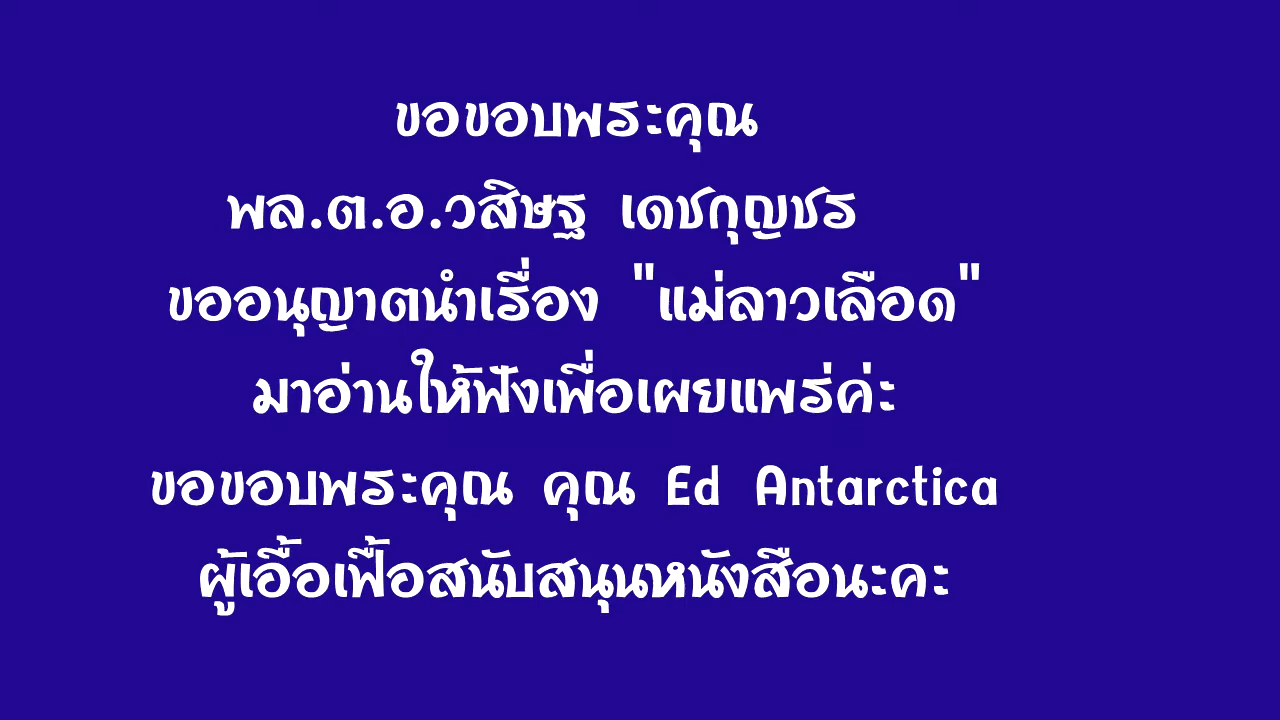 ขอขอบพระคุณ
พล.ต.อ.วสิษฐ เดชกุญชร
ขออนุญาตนำเรื่อง "แม่ลาวเลือด"
มาอ่านให้ฟังเพื่อเผยแพร่ค่ะ
ขอขอบพระคุณ คุณ Ed Antarctica
ผู้เอื้อเฟื้อสนับสนุนหนังสือนะคะ